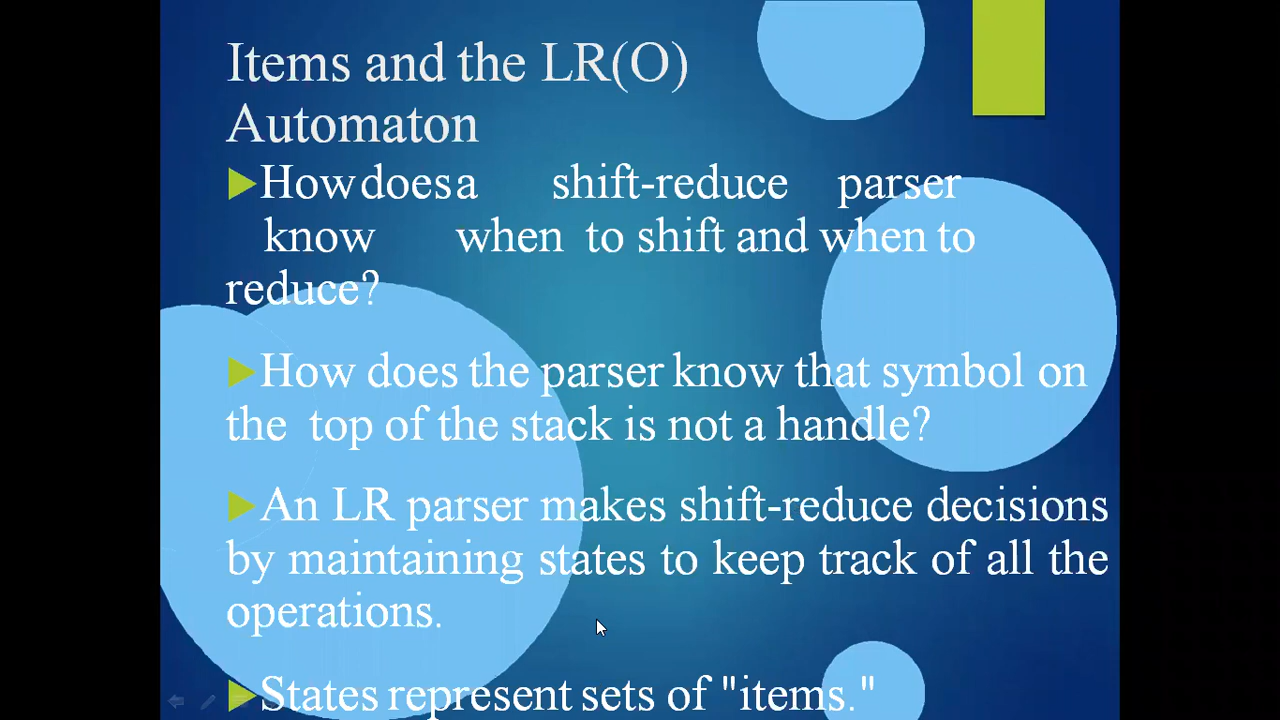 Items and the LR(O)
Automaton
How does a shift-reduce parser
know when to shift and when to
reduce?
How does the parser know that symbol on
the top of the stack is not a handle?
An LR parser makes shift-reduce decisions
by maintaining states to keep track of all the
operations.
States represent sets of "items."